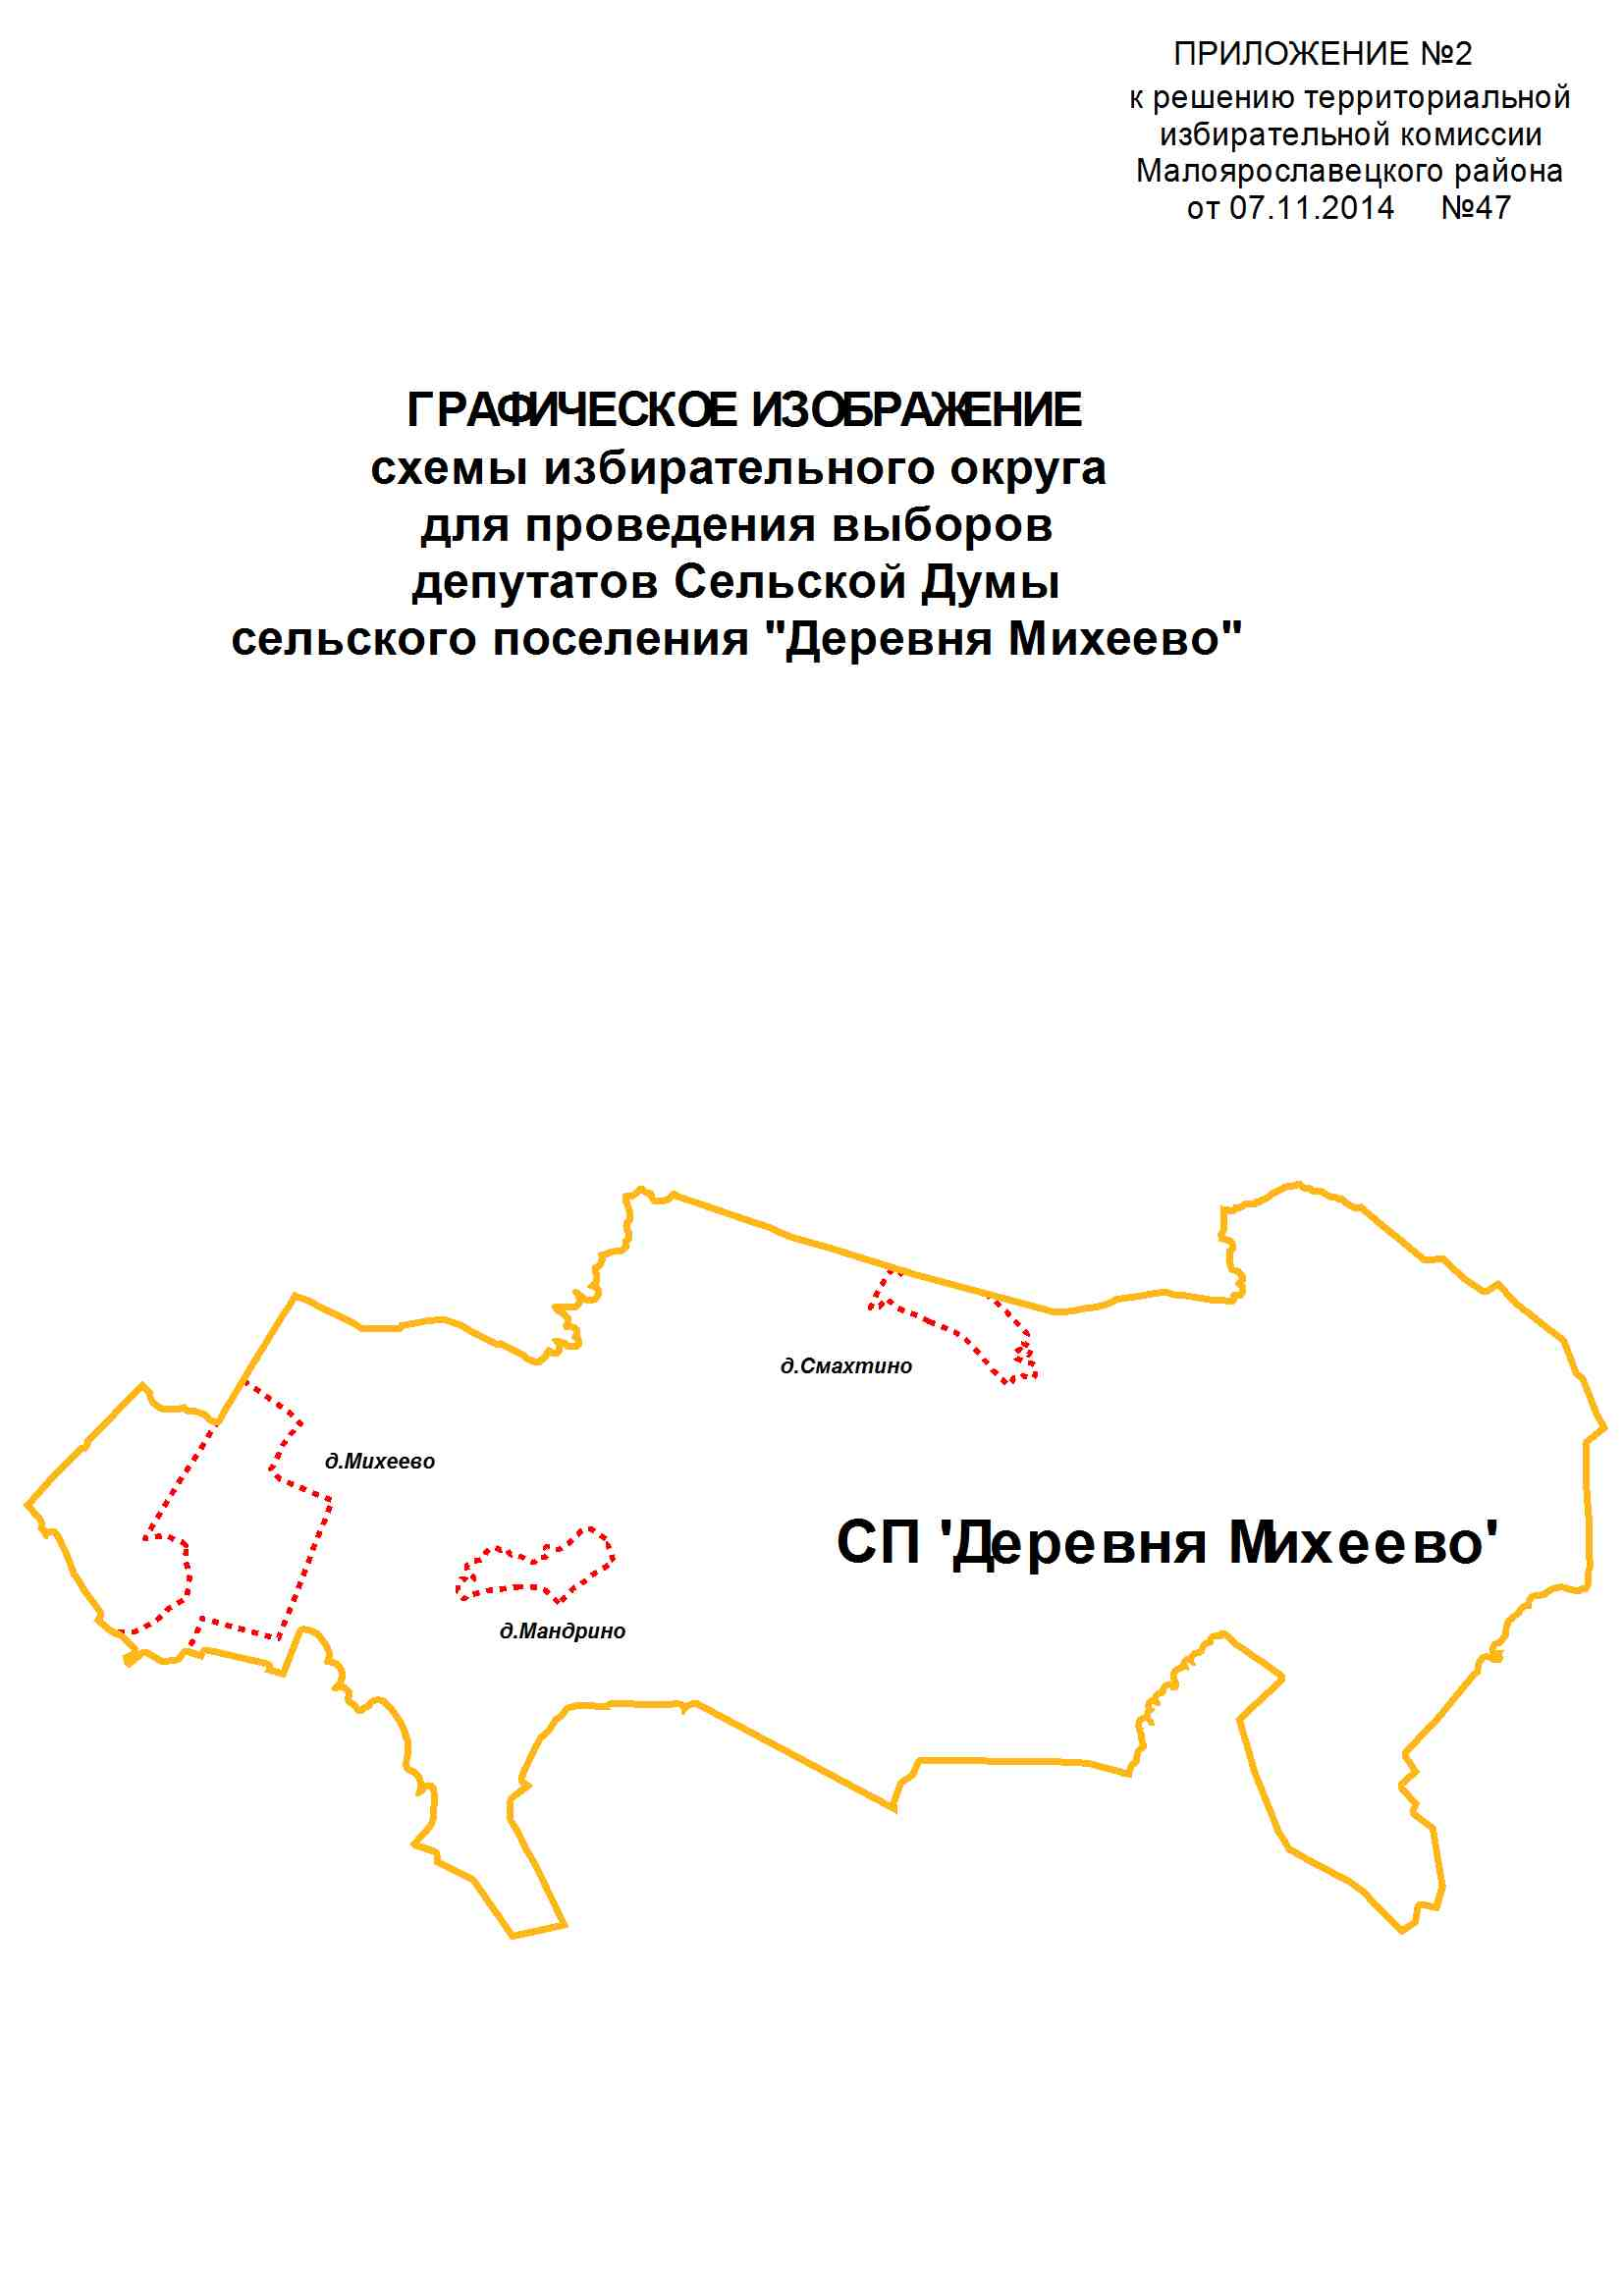 ПРИЛОЖЕНИЕ №2
к решению территориальной
избирательной комиссии
Малоярославецкого района
от 07.11.2014 №47
ГРАФИЧЕСКОЕ ИЗОБРАЖЕНИЕ
схемы избирательного округа
для проведения выборов
депутатов Сельской Думы
сельского поселения "Деревня Михеево"
д.Смахтино
д.Михеево
СП 'Деревня Михеево'
д.Мандрино